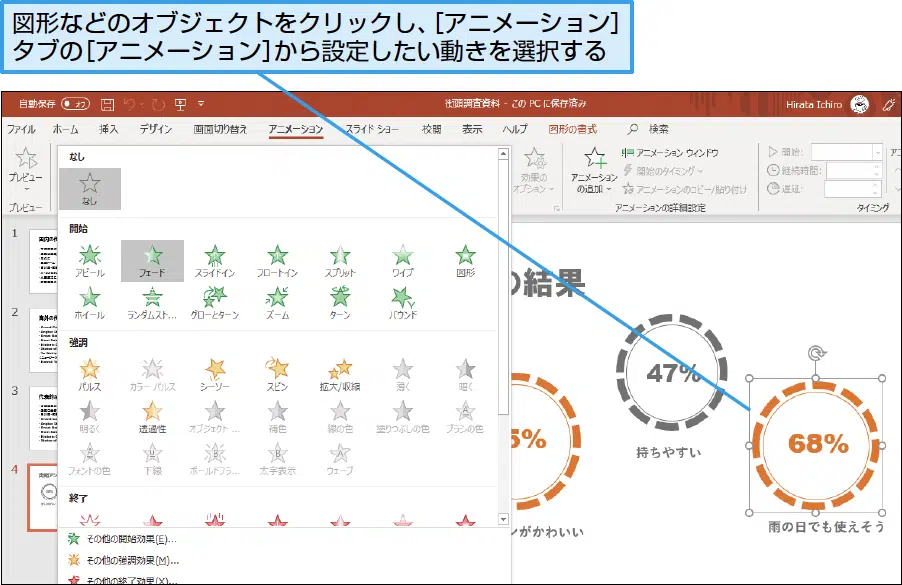 図形などのオブジェクトをクリックし、[アニメーション]
タブの[アニメーション]から設定したい動きを選択する
自動保存 オフ 街頭調査資料 - この PC に保存済み Hirata Ichiro
ファイル ホーム 挿入 デザイン 画面切り替え アニメーション スライド ショー 校閲 表示 ヘルプ 図形の書式 検索
プレビュー
プレビュー
なし
なし
効果の
オプション
アニメーション
の追加
アニメーション ウィンドウ
開始のタイミング
アニメーションのコピー/貼り付け
アニメーションの詳細設定
開始:
継続時間:
遅延:
タイミング
開始
アピール フェード スライドイン フロートイン スプリット ワイプ 図形
ホイール ランダムスト... グローとターン ズーム ターン バウンド
強調
パルス カラー パルス シーソー スピン 拡大/収縮 薄く 暗く
明るく 透過性 オブジェクト ... 補色 線の色 塗りつぶしの色 ブラシの色
フォントの色 下線 ボールドフラ... 太字表示 ウェーブ
終了
その他の開始効果(E)...
その他の強調効果(M)...
その他の終了効果(X)...
1
2
3
4
の結果
47%
持ちやすい
5%
ンがかわいい
68%
雨の日でも使えそう